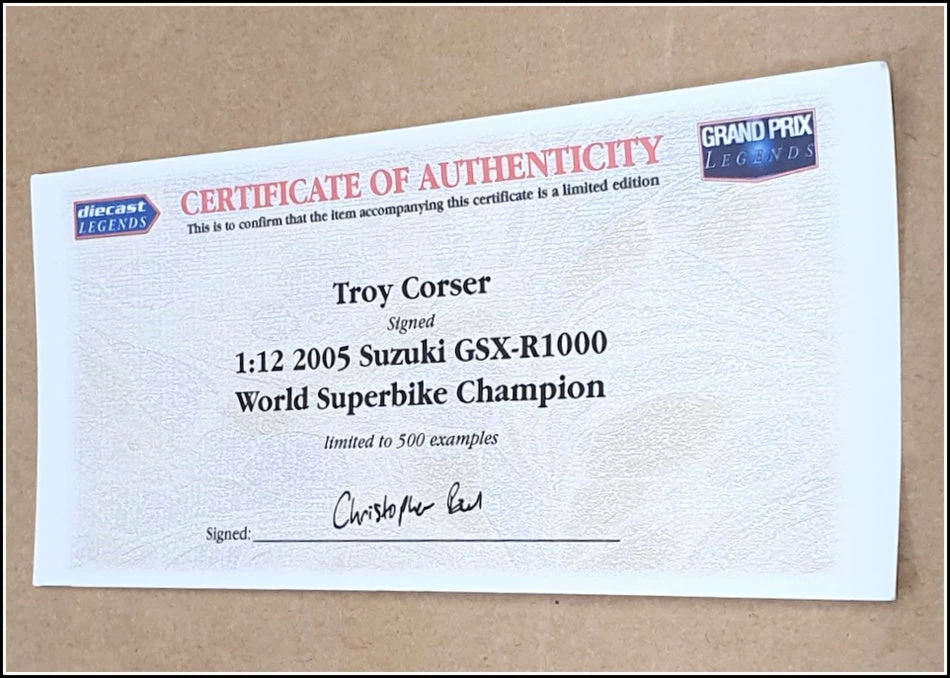 diecast
LEGENDS
CERTIFICATE OF AUTHENTICITY
GRAND PRIX
LEGENDS
This is to confirm that the item accompanying this certificate is a limited edition
Troy Corser
Signed
1:12 2005 Suzuki GSX-R1000
World Superbike Champion
limited to 500 examples
Christopher
Signed: